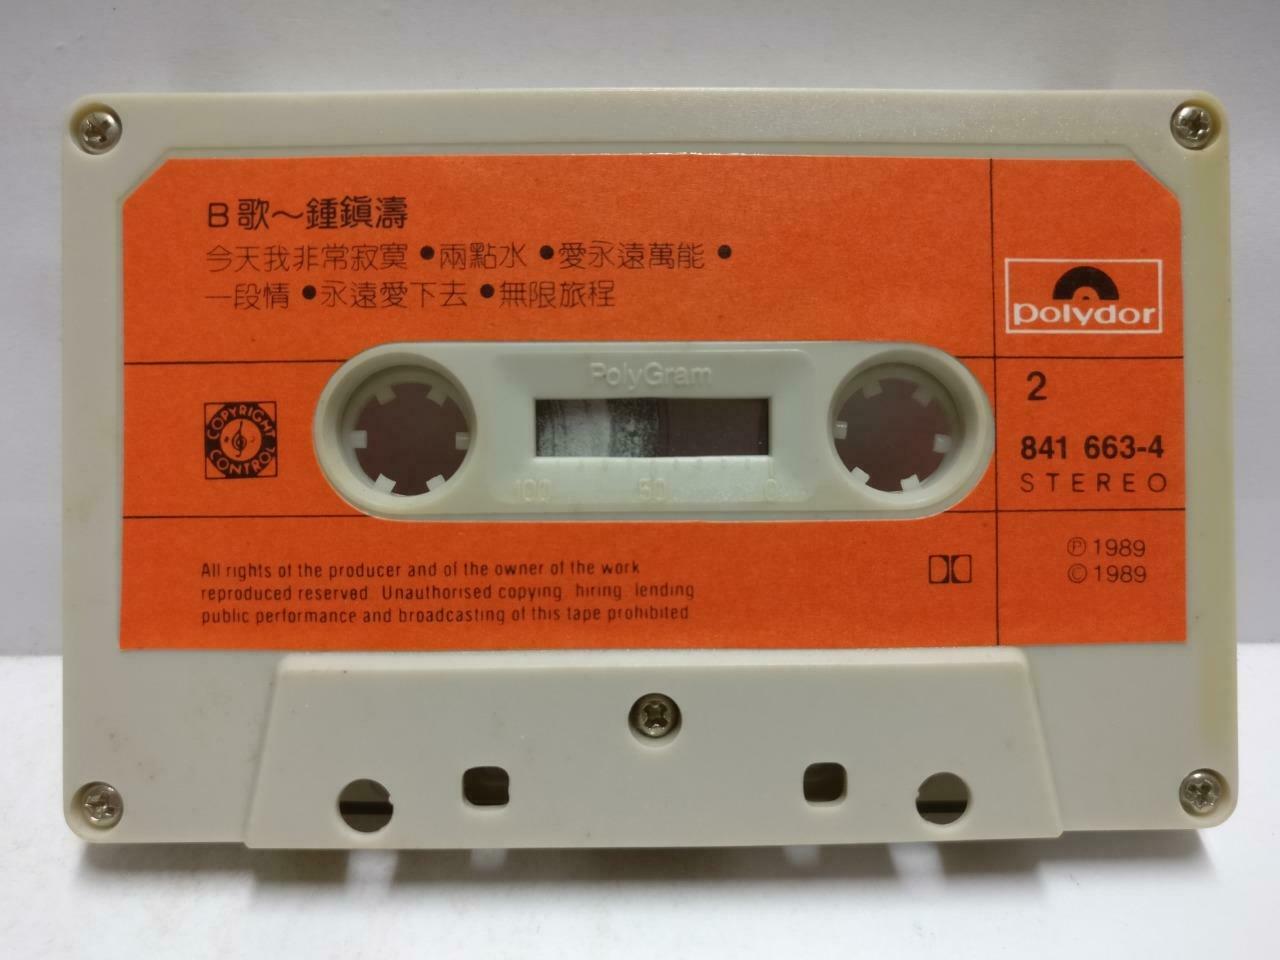 B歌～鍾鎮濤
今天我非常寂寞●兩點水●愛永遠萬能●
一段情●永遠愛下去●無限旅程
polydor
PolyGram
2
COPYRIGHT CONTROL
841 663-4
STEREO
100 50 0
Ⓟ 1989
© 1989
All rights of the producer and of the owner of the work
reproduced reserved. Unauthorised copying, hiring, lending
public performance and broadcasting of this tape prohibited